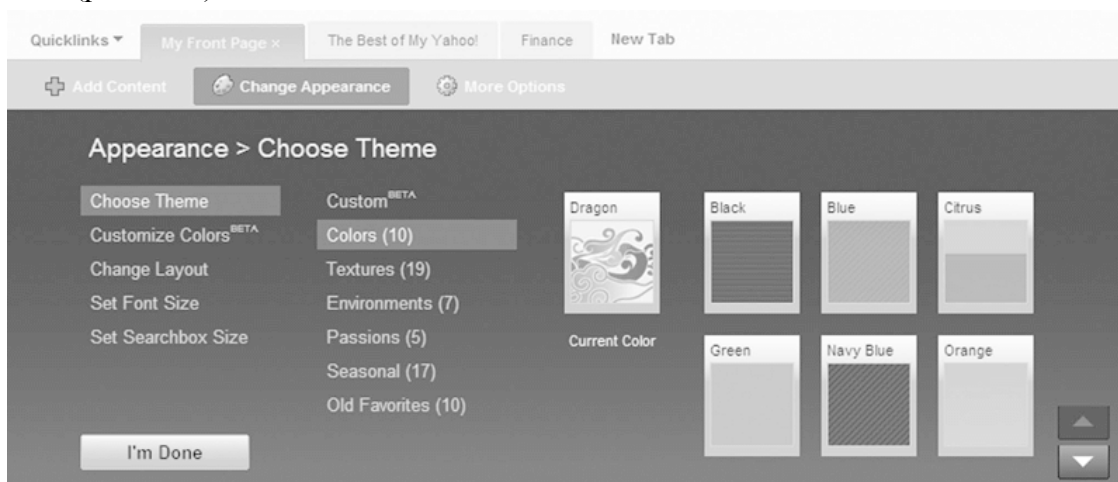 Quicklinks My Front Page × The Best of My Yahoo! Finance New Tab
Add Content Change Appearance More Options
Appearance > Choose Theme
Choose Theme
Customize Colors BETA
Change Layout
Set Font Size
Set Searchbox Size
I'm Done
Custom BETA
Colors (10)
Textures (19)
Environments (7)
Passions (5)
Seasonal (17)
Old Favorites (10)
Dragon
Current Color
Black Blue Citrus
Green Navy Blue Orange